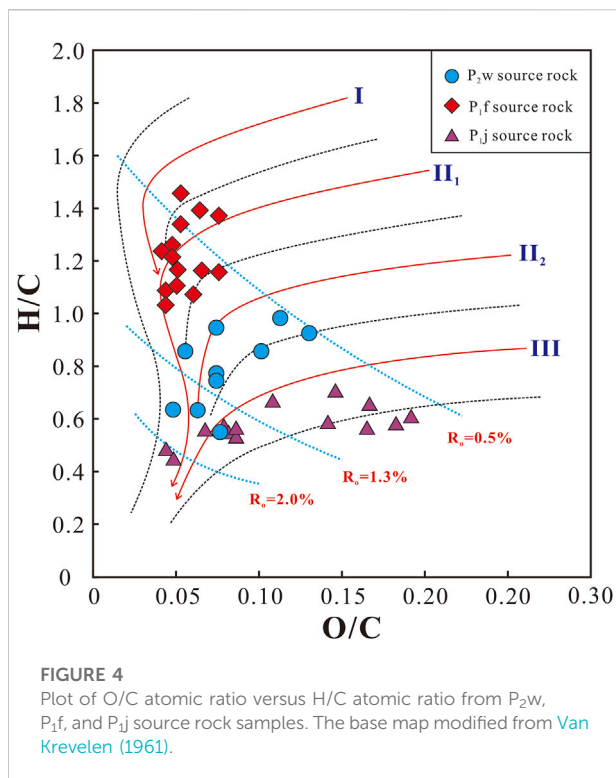 2.0
1.8
1.6
1.4
1.2
1.0
0.8
0.6
0.4
0.2
0
H/C
0
0.05
0.10
0.15
0.20
0.20
0.30
O/C
P₂w source rock
P₁f source rock
P₁j source rock
I
II₁
II₂
III
Rₒ=0.5%
Rₒ=1.3%
Rₒ=2.0%
FIGURE 4
Plot of O/C atomic ratio versus H/C atomic ratio from P₂w,
P₁f, and P₁j source rock samples. The base map modified from Van
Krevelen (1961).